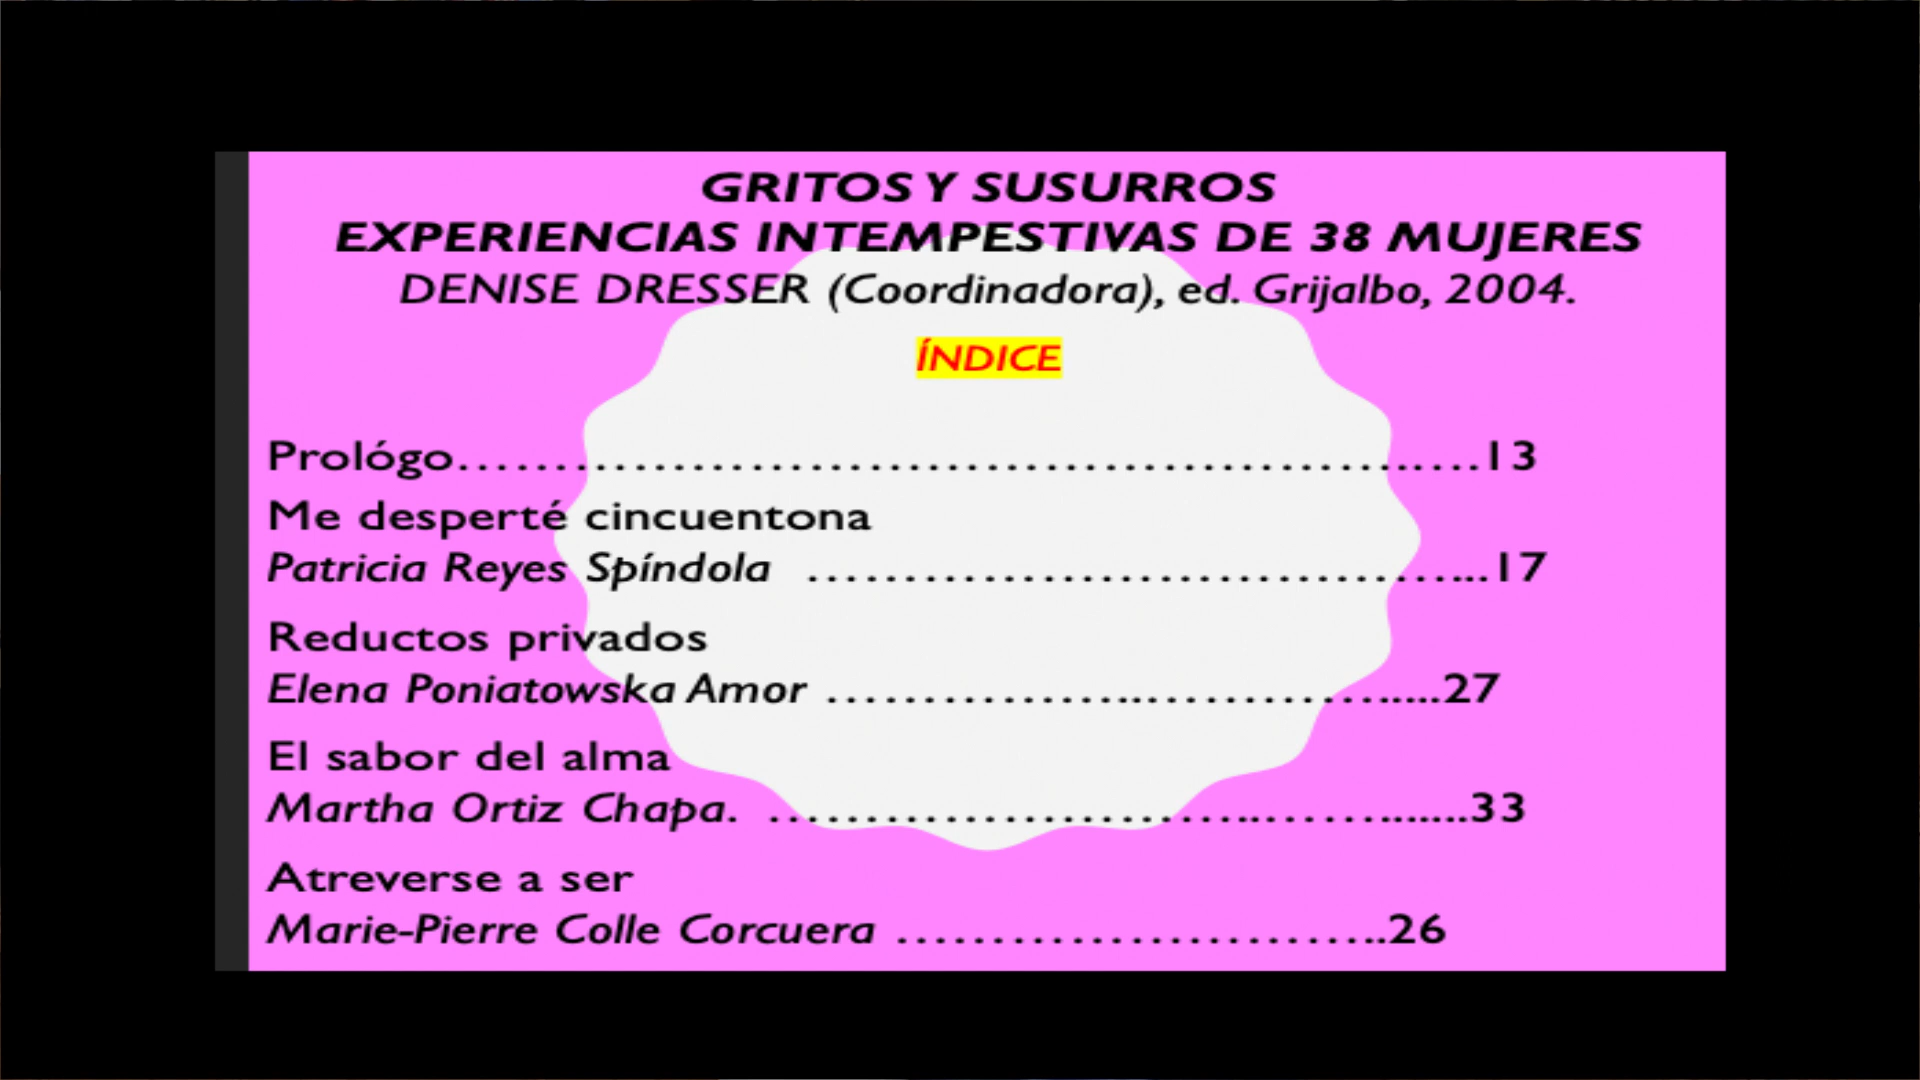 GRITOS Y SUSURROS
EXPERIENCIAS INTEMPESTIVAS DE 38 MUJERES
DENISE DRESSER (Coordinadora), ed. Grijalbo, 2004.
ÍNDICE
Prológo……………………………………………………..….13
Me desperté cincuentona
Patricia Reyes Spíndola ………………………………...17
Reductos privados
Elena Poniatowska Amor ………………..…………….....27
El sabor del alma
Martha Ortiz Chapa. ……………………..…….......33
Atreverse a ser
Marie-Pierre Colle Corcuera ……………………….26